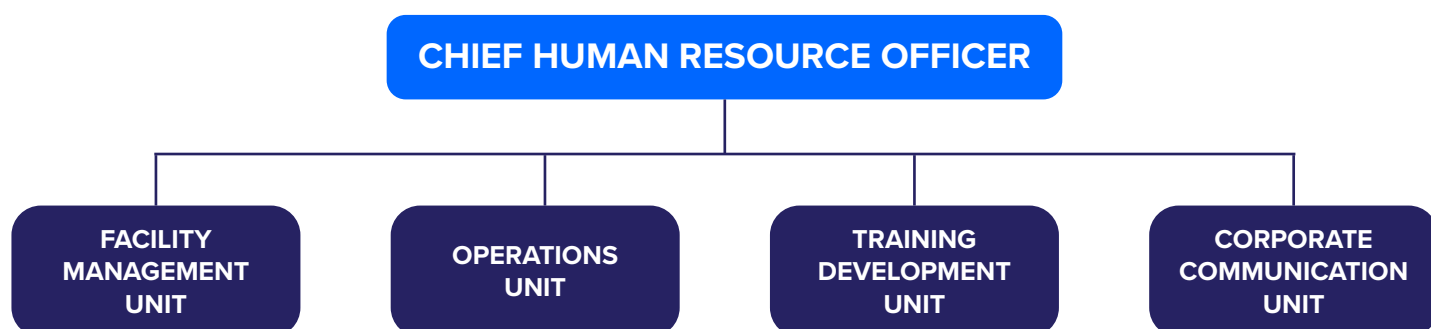 CHIEF HUMAN RESOURCE OFFICER
FACILITY
MANAGEMENT
UNIT
OPERATIONS
UNIT
TRAINING
DEVELOPMENT
UNIT
CORPORATE
COMMUNICATION
UNIT